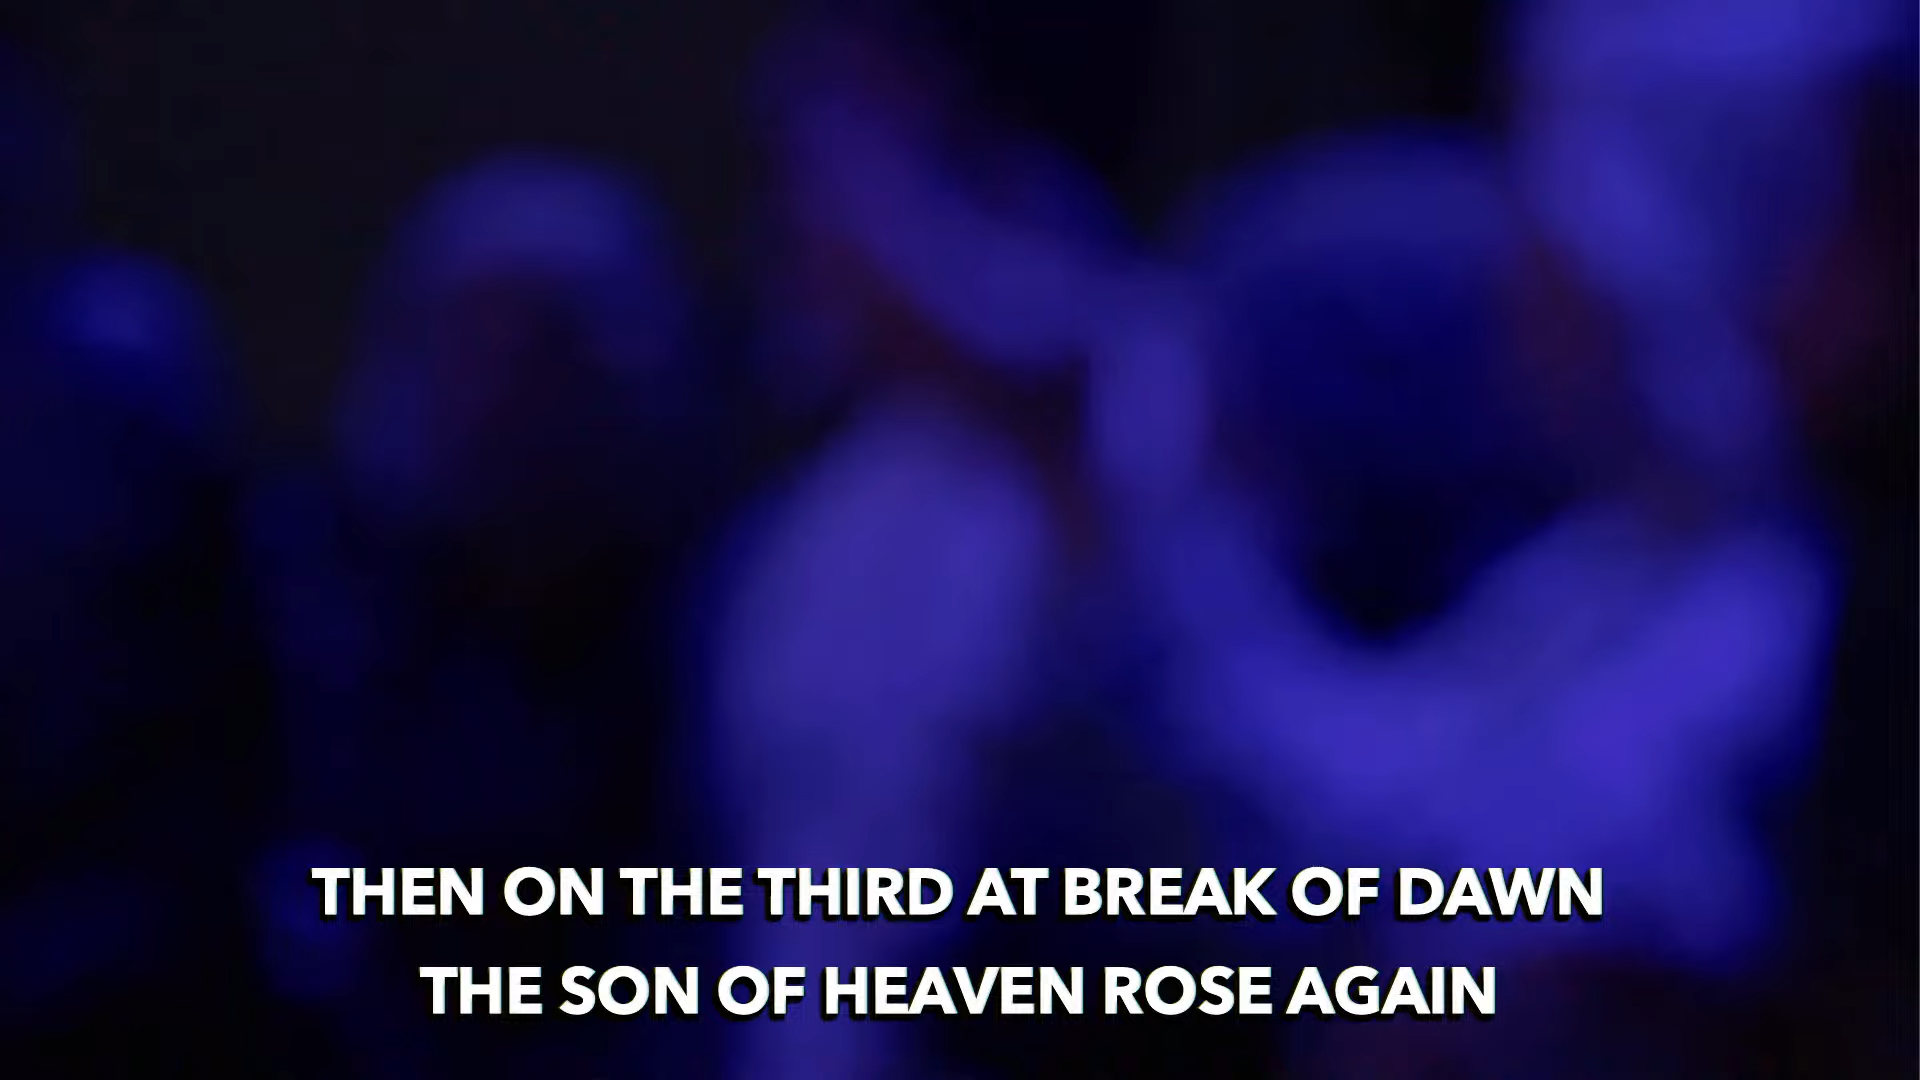 THEN ON THE THIRD AT BREAK OF DAWN
THE SON OF HEAVEN ROSE AGAIN